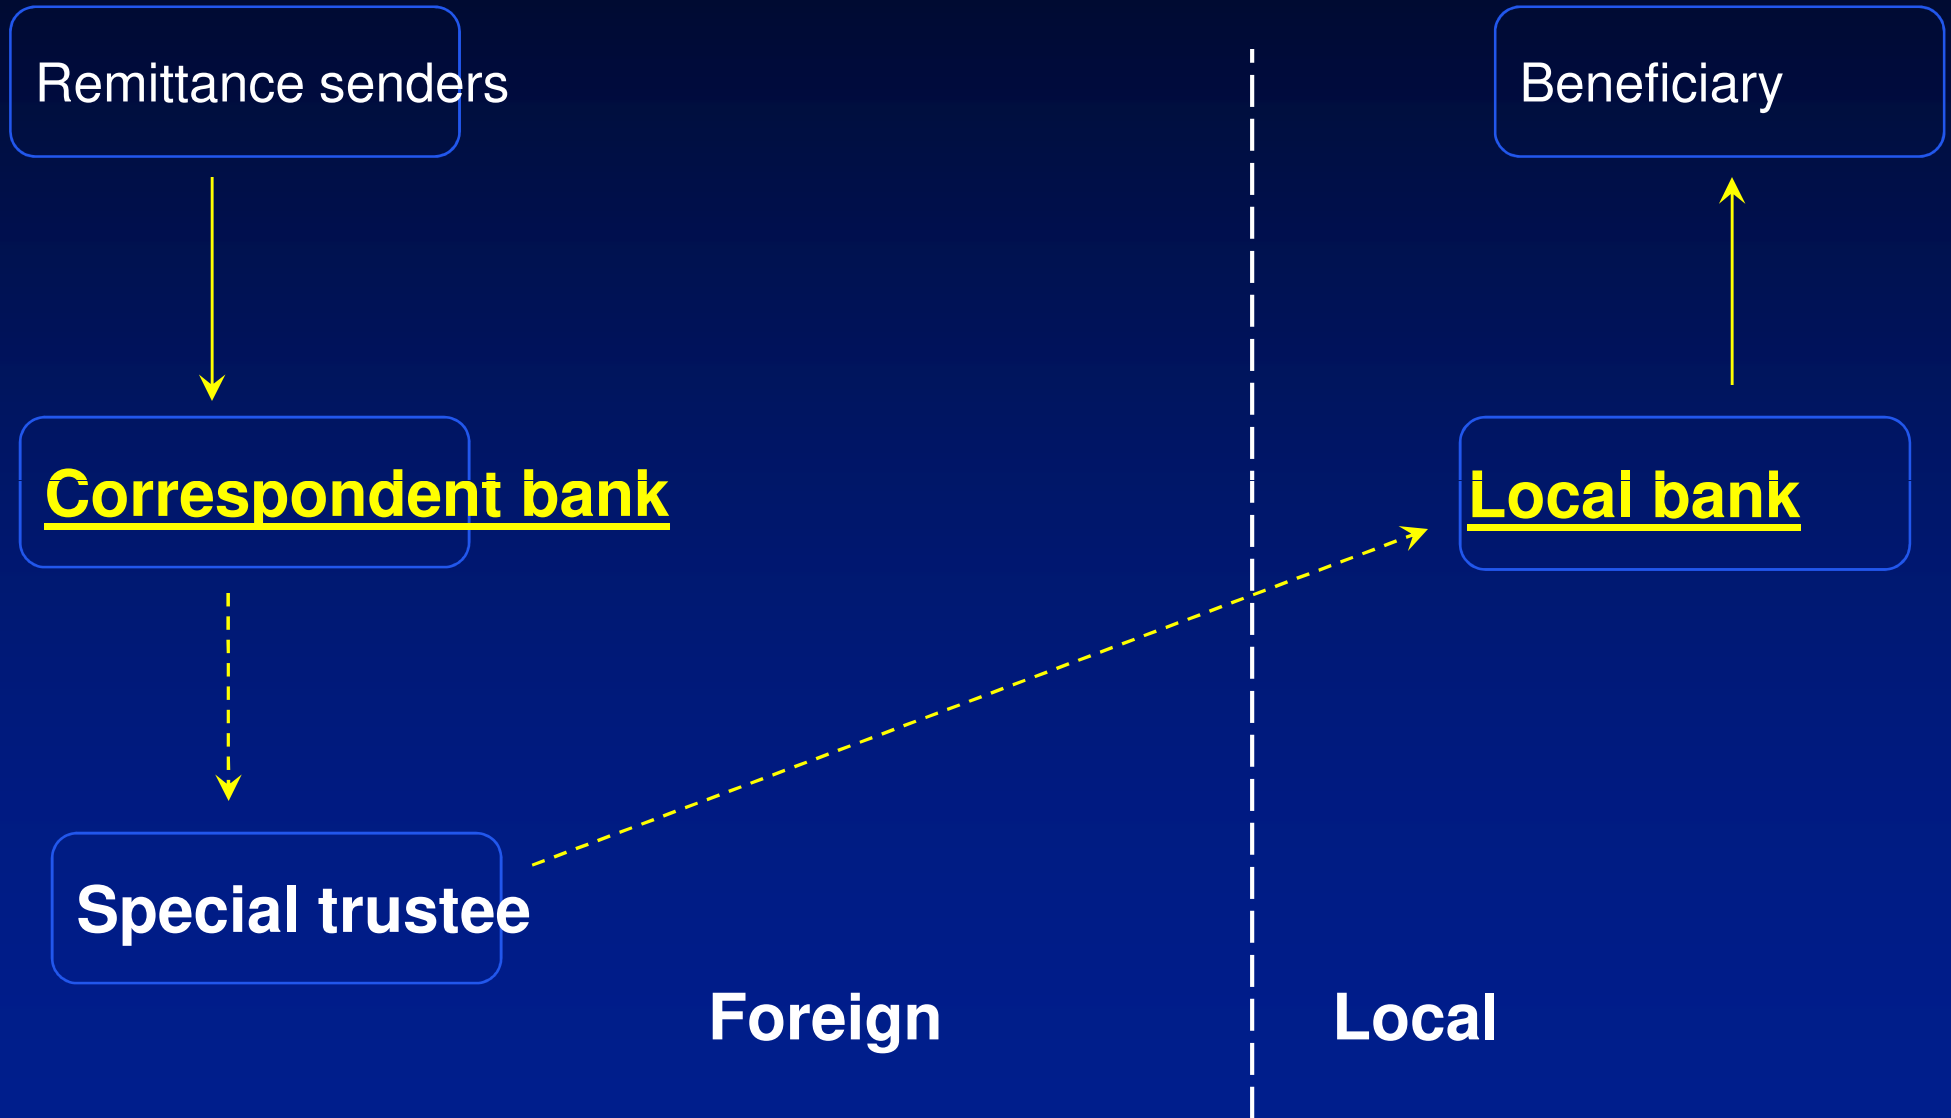 Remittance senders
Beneficiary
Correspondent bank
Local bank
Special trustee
Foreign
Local